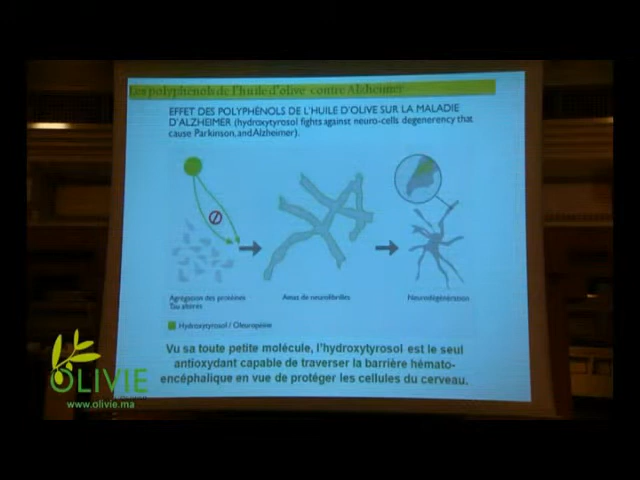 Les polyphénols de l'huile d'olive contre Alzheimer
EFFET DES POLYPHÉNOLS DE L'HUILE D'OLIVE SUR LA MALADIE
D'ALZHEIMER (hydroxytyrosol fights against neuro-cells degenerency that
cause Parkinson, and Alzheimer).
Agrégation des protéines
Tau altérés
Amas de neurofibrilles
Neurodégénération
Hydroxytyrosol / Oleuropéine
Vu sa toute petite molécule, l'hydroxytyrosol est le seul
antioxydant capable de traverser la barrière hémato-
encéphalique en vue de protéger les cellules du cerveau.
OLIVIE
www.olivie.ma